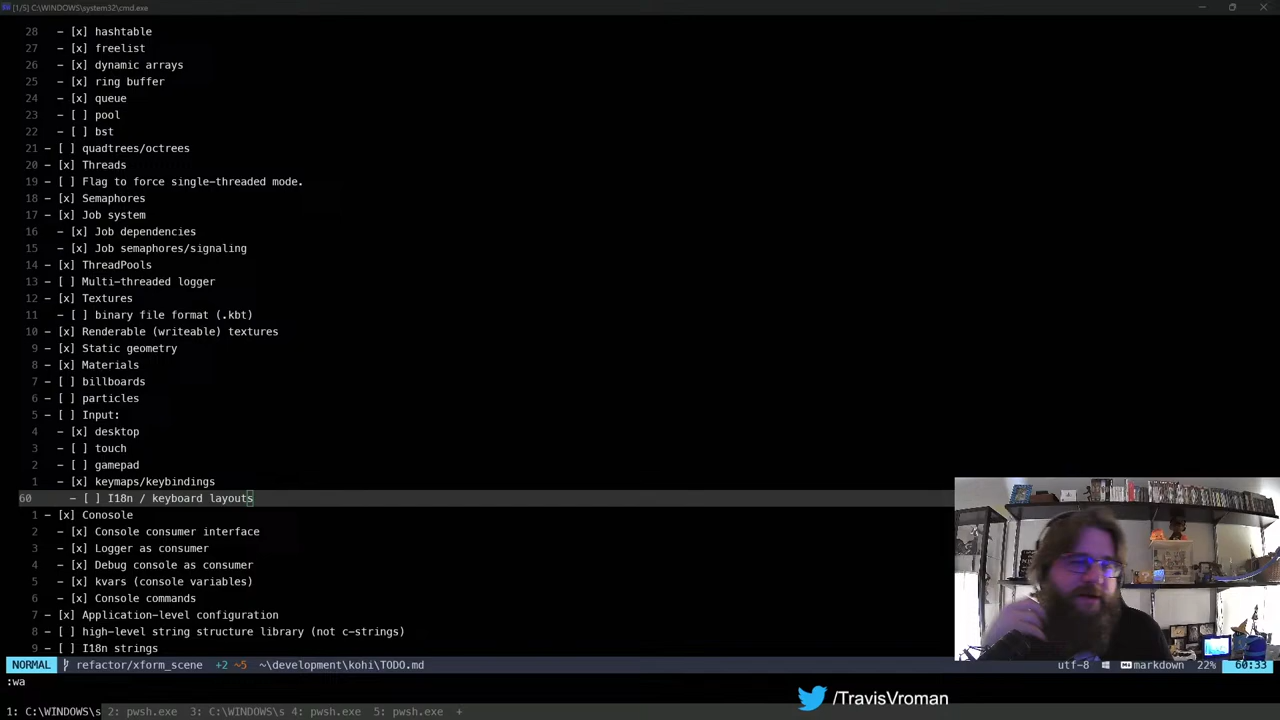 [1/5] C:\WINDOWS\system32\cmd.exe
28 - [x] hashtable
27 - [x] freelist
26 - [x] dynamic arrays
25 - [x] ring buffer
24 - [x] queue
23 - [ ] pool
22 - [ ] bst
21 - [ ] quadtrees/octrees
20 - [x] Threads
19 - [ ] Flag to force single-threaded mode.
18 - [x] Semaphores
17 - [x] Job system
16 - [x] Job dependencies
15 - [x] Job semaphores/signaling
14 - [x] ThreadPools
13 - [ ] Multi-threaded logger
12 - [x] Textures
11 - [ ] binary file format (.kbt)
10 - [x] Renderable (writeable) textures
9 - [x] Static geometry
8 - [x] Materials
7 - [ ] billboards
6 - [ ] particles
5 - [ ] Input:
4 - [x] desktop
3 - [ ] touch
2 - [ ] gamepad
1 - [x] keymaps/keybindings
60 - [ ] I18n / keyboard layouts
1 - [x] Conosole
2 - [x] Console consumer interface
3 - [x] Logger as consumer
4 - [x] Debug console as consumer
5 - [x] kvars (console variables)
6 - [x] Console commands
7 - [x] Application-level configuration
8 - [ ] high-level string structure library (not c-strings)
9 - [ ] I18n strings
NORMAL refactor/xform_scene +2 ~5 ~\development\kohi\TODO.md utf-8 markdown 22% 60:33
:wa
/TravisVroman
1: C:\WINDOWS\s 2: pwsh.exe 3: C:\WINDOWS\s 4: pwsh.exe 5: pwsh.exe +